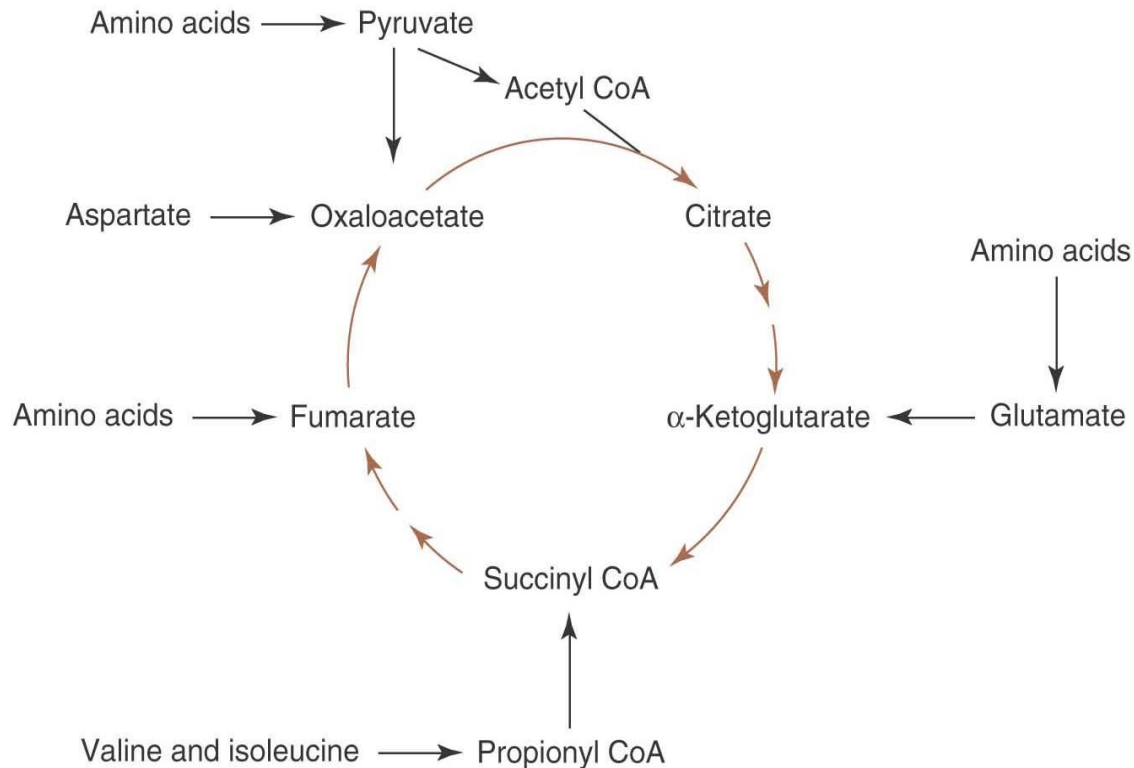 Amino acids
Pyruvate
Acetyl CoA
Aspartate
Oxaloacetate
Citrate
Amino acids
Amino acids
Fumarate
α-Ketoglutarate
Glutamate
Succinyl CoA
Valine and isoleucine
Propionyl CoA